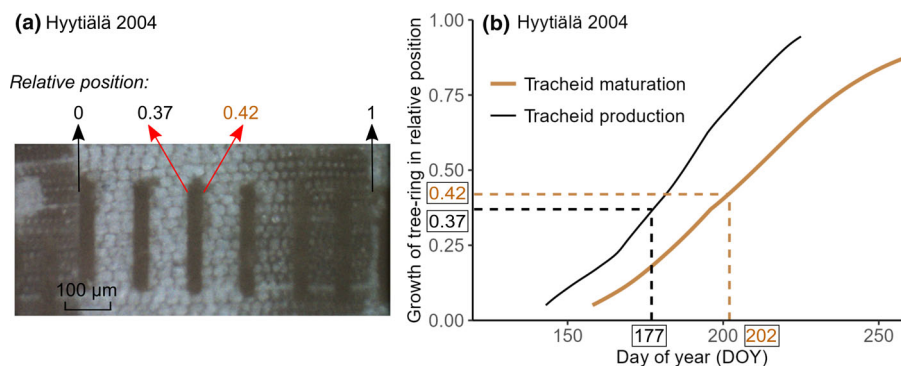 (a) Hyytiälä 2004
Relative position:
0 0.37 0.42 1
100 µm
(b) Hyytiälä 2004
Growth of tree-ring in relative position
1.00
0.75
0.50
0.42
0.37
0.25
0.00
Tracheid maturation
Tracheid production
150 177 200 202 250
Day of year (DOY)